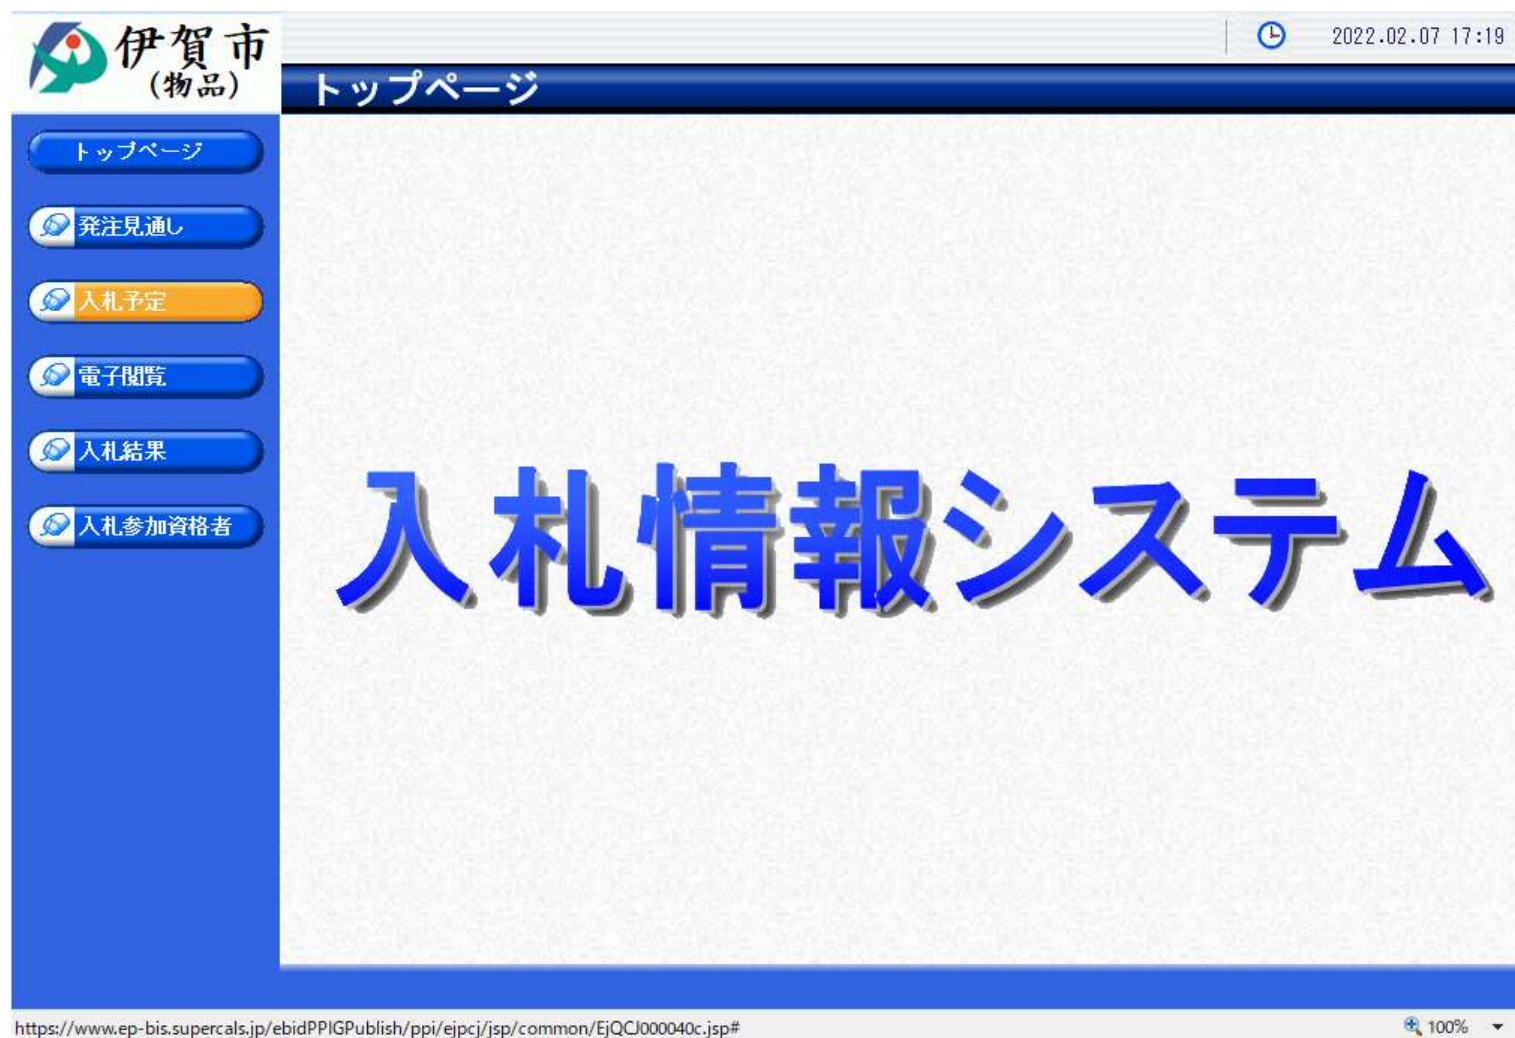 伊賀市
(物品)
2022.02.07 17:19
トップページ
トップページ
発注見通し
入札予定
電子閲覧
入札結果
入札参加資格者
入札情報システム
https://www.ep-bis.supercals.jp/ebidPPIGPublish/ppi/ejpcj/jsp/common/EjQCJ000040c.jsp#
100%